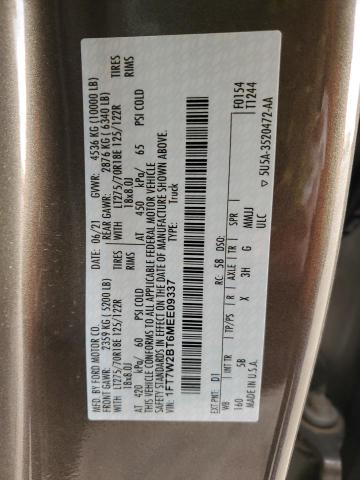 MFD. BY FORD MOTOR CO.
DATE: 06/21 GVWR: 4536 KG (10000 LB)
FRONT GAWR: 2359 KG (5200 LB) REAR GAWR: 2876 KG (6340 LB)
WITH LT275/70R18E 125/122R TIRES WITH LT275/70R18E 125/122R TIRES
18x8.0J RIMS 18x8.0J RIMS
AT 420 kPa/ 60 PSI COLD AT 450 kPa/ 65 PSI COLD
THIS VEHICLE CONFORMS TO ALL APPLICABLE FEDERAL MOTOR VEHICLE
SAFETY STANDARDS IN EFFECT ON THE DATE OF MANUFACTURE SHOWN ABOVE.
VIN: 1FT7W2BT6MEE09337
TYPE: Truck
F0154
T1244
EXT PNT: D1 RC: 58 DSO:
WB INT TR TP/PS R AXLE TR SPR
160 5B X 3H G MMJJ
MADE IN U.S.A. ULC
▽ 5U5A-3520472-AA